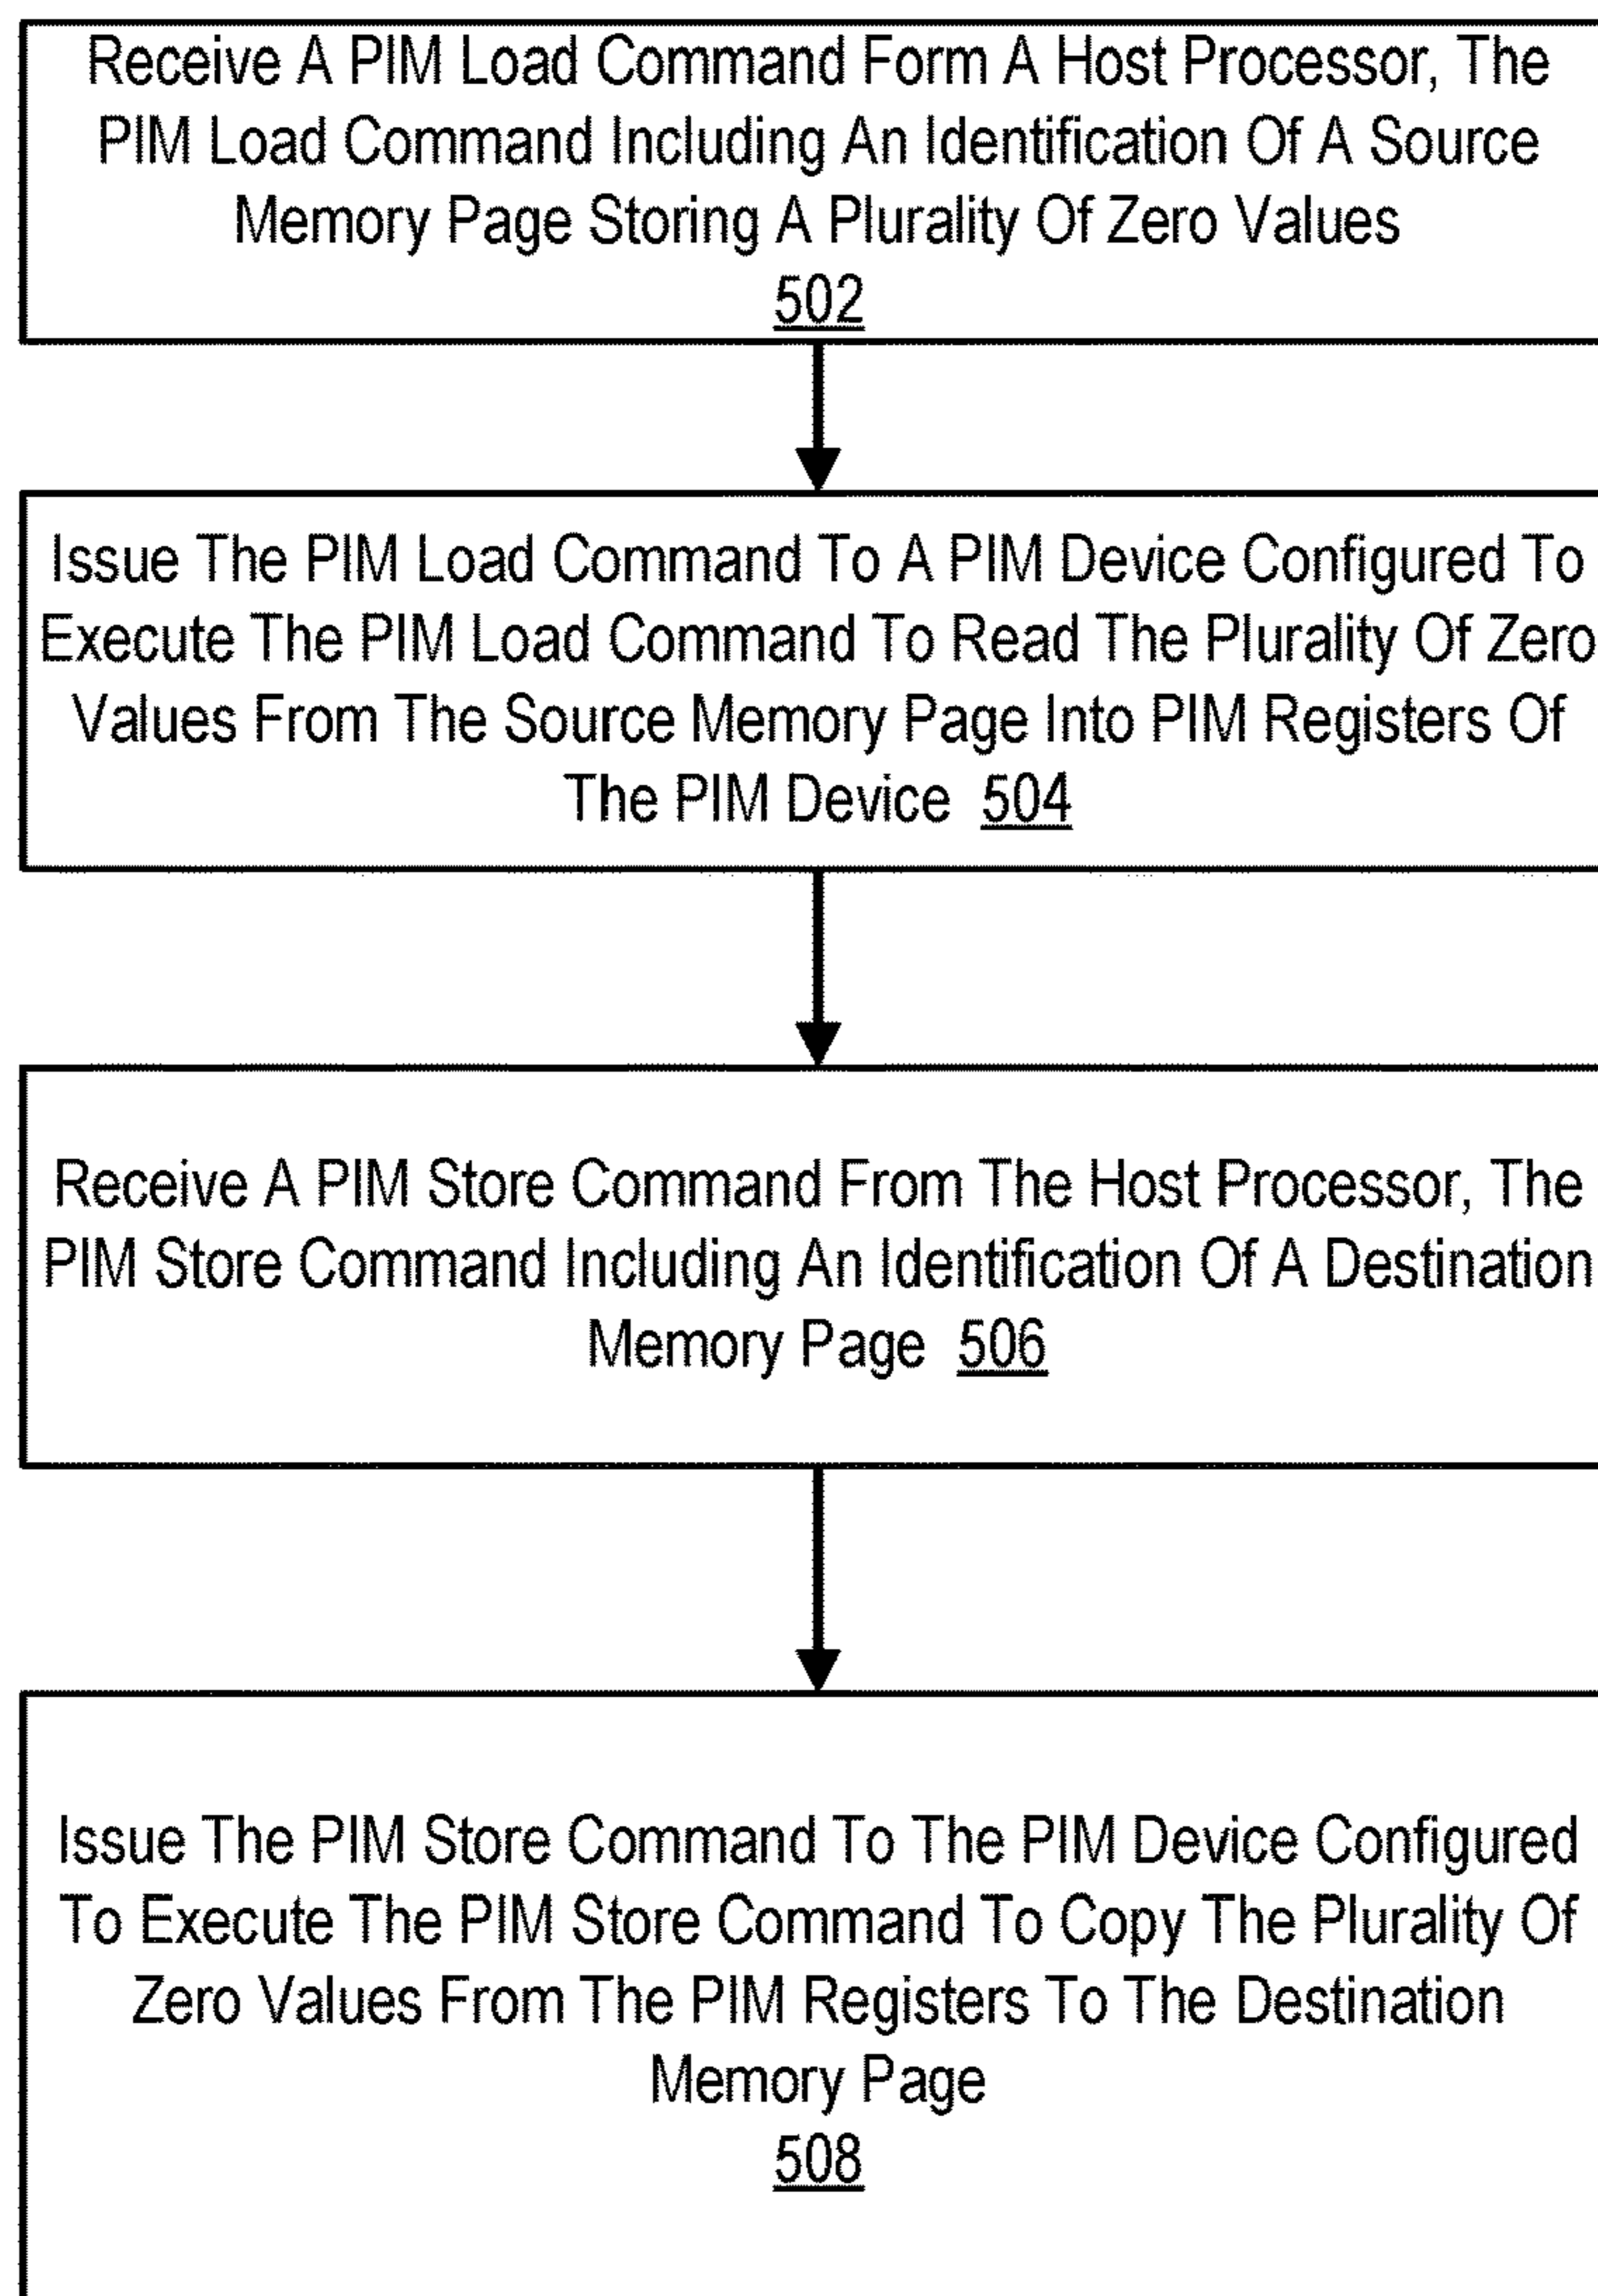 Receive A PIM Load Command Form A Host Processor, The
PIM Load Command Including An Identification Of A Source
Memory Page Storing A Plurality Of Zero Values
502
Issue The PIM Load Command To A PIM Device Configured To
Execute The PIM Load Command To Read The Plurality Of Zero
Values From The Source Memory Page Into PIM Registers Of
The PIM Device 504
Receive A PIM Store Command From The Host Processor, The
PIM Store Command Including An Identification Of A Destination
Memory Page 506
Issue The PIM Store Command To The PIM Device Configured
To Execute The PIM Store Command To Copy The Plurality Of
Zero Values From The PIM Registers To The Destination
Memory Page
508